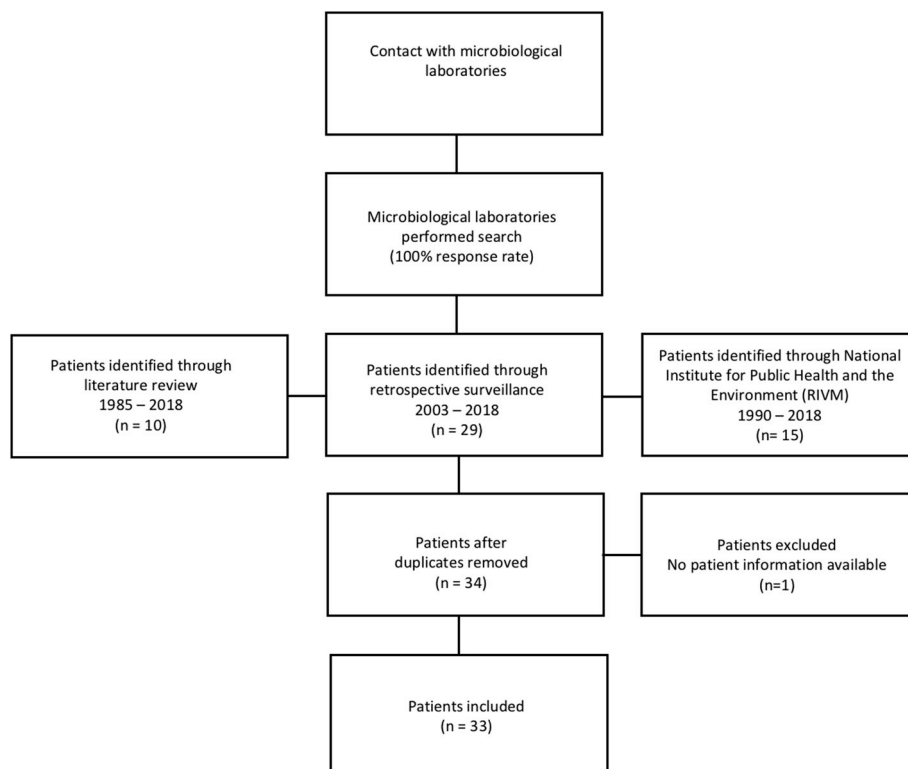 Contact with microbiological
laboratories
Microbiological laboratories
performed search
(100% response rate)
Patients identified through
literature review
1985 – 2018
(n = 10)
Patients identified through
retrospective surveillance
2003 – 2018
(n = 29)
Patients identified through National
Institute for Public Health and the
Environment (RIVM)
1990 – 2018
(n= 15)
Patients after
duplicates removed
(n = 34)
Patients excluded
No patient information available
(n=1)
Patients included
(n = 33)